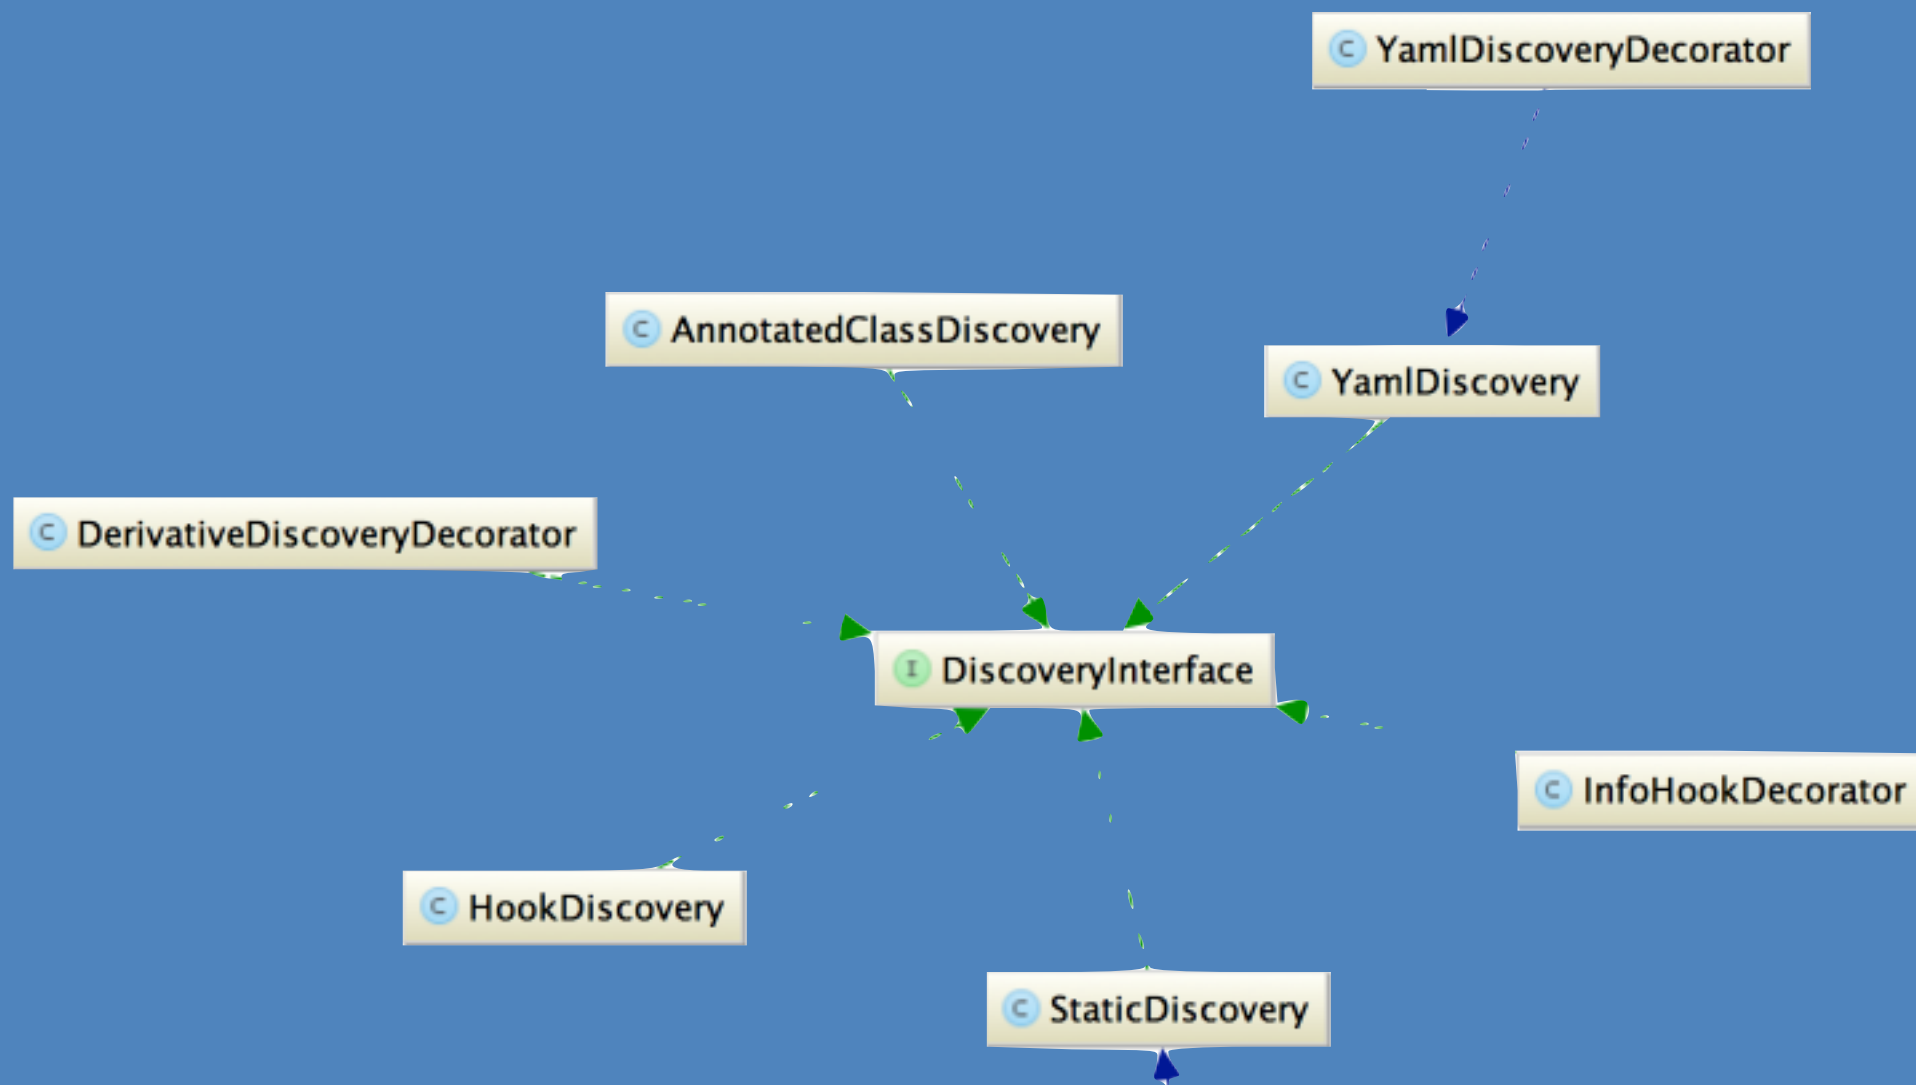 C YamlDiscoveryDecorator
C AnnotatedClassDiscovery
C YamlDiscovery
C DerivativeDiscoveryDecorator
I DiscoveryInterface
C InfoHookDecorator
C HookDiscovery
C StaticDiscovery